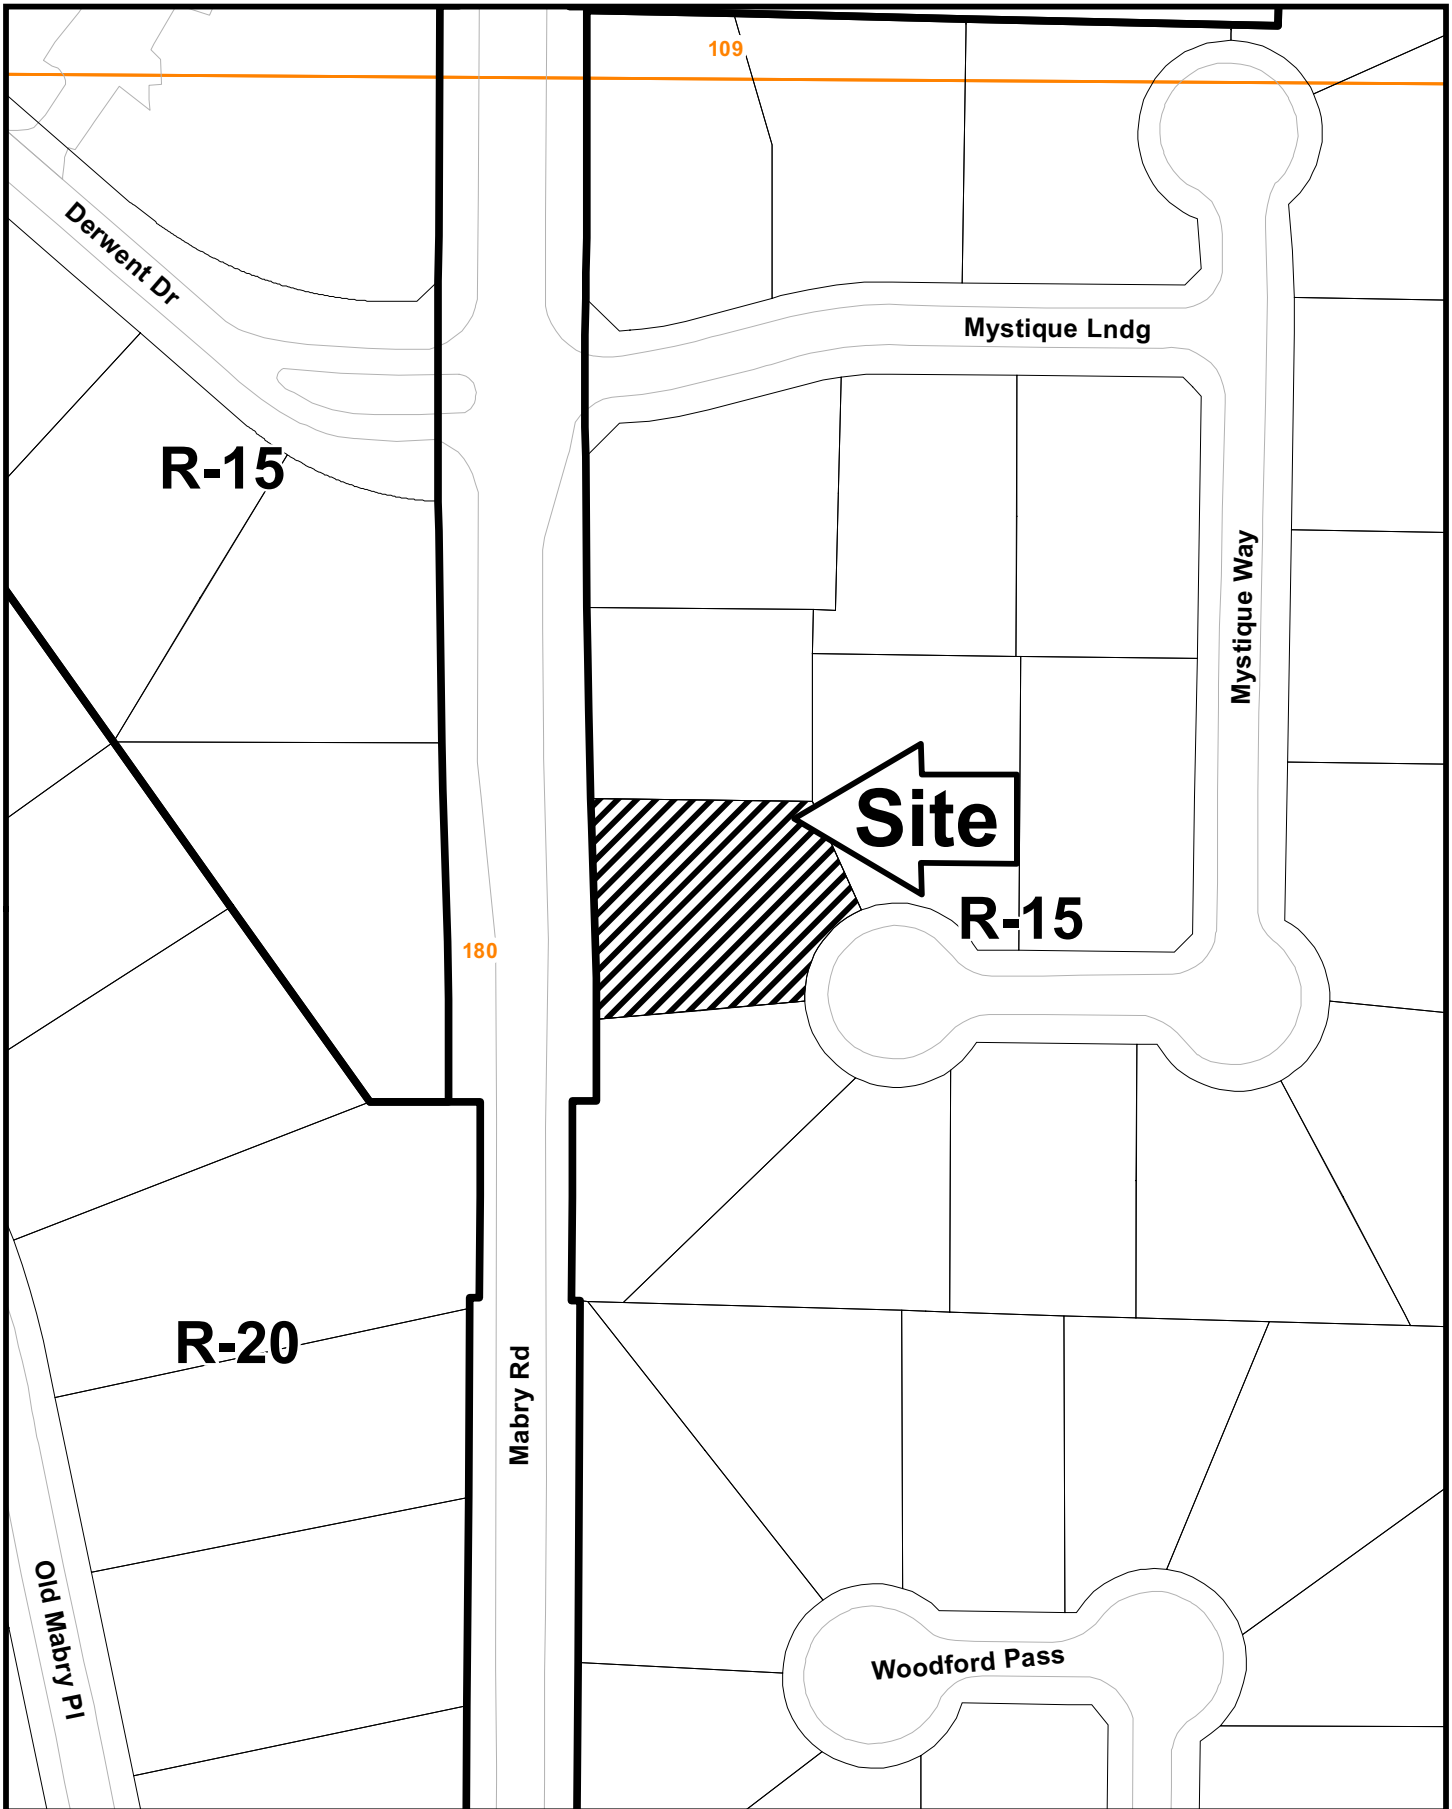 109
Derwent Dr
Mystique Lndg
R-15
Mystique Way
Site
R-15
180
R-20
Mabry Rd
Old Mabry Pl
Woodford Pass